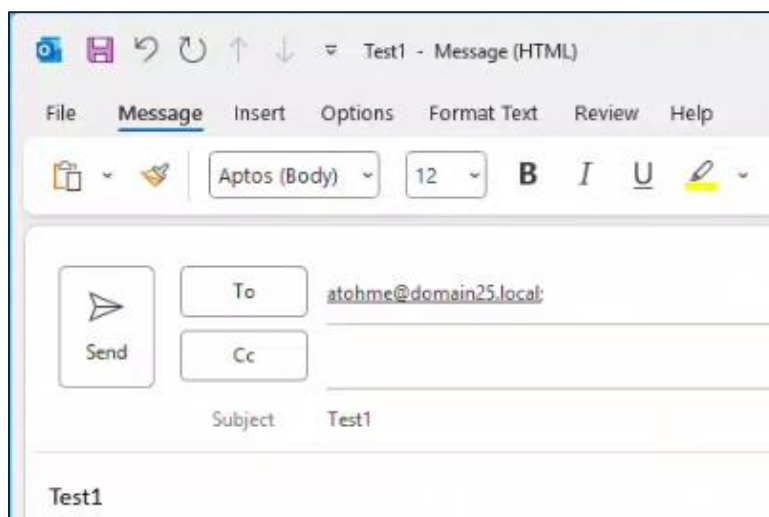 Test1 - Message (HTML)
File Message Insert Options Format Text Review Help
Aptos (Body) 12 B I U
To atohme@domain25.local;
Send
Cc
Subject Test1
Test1